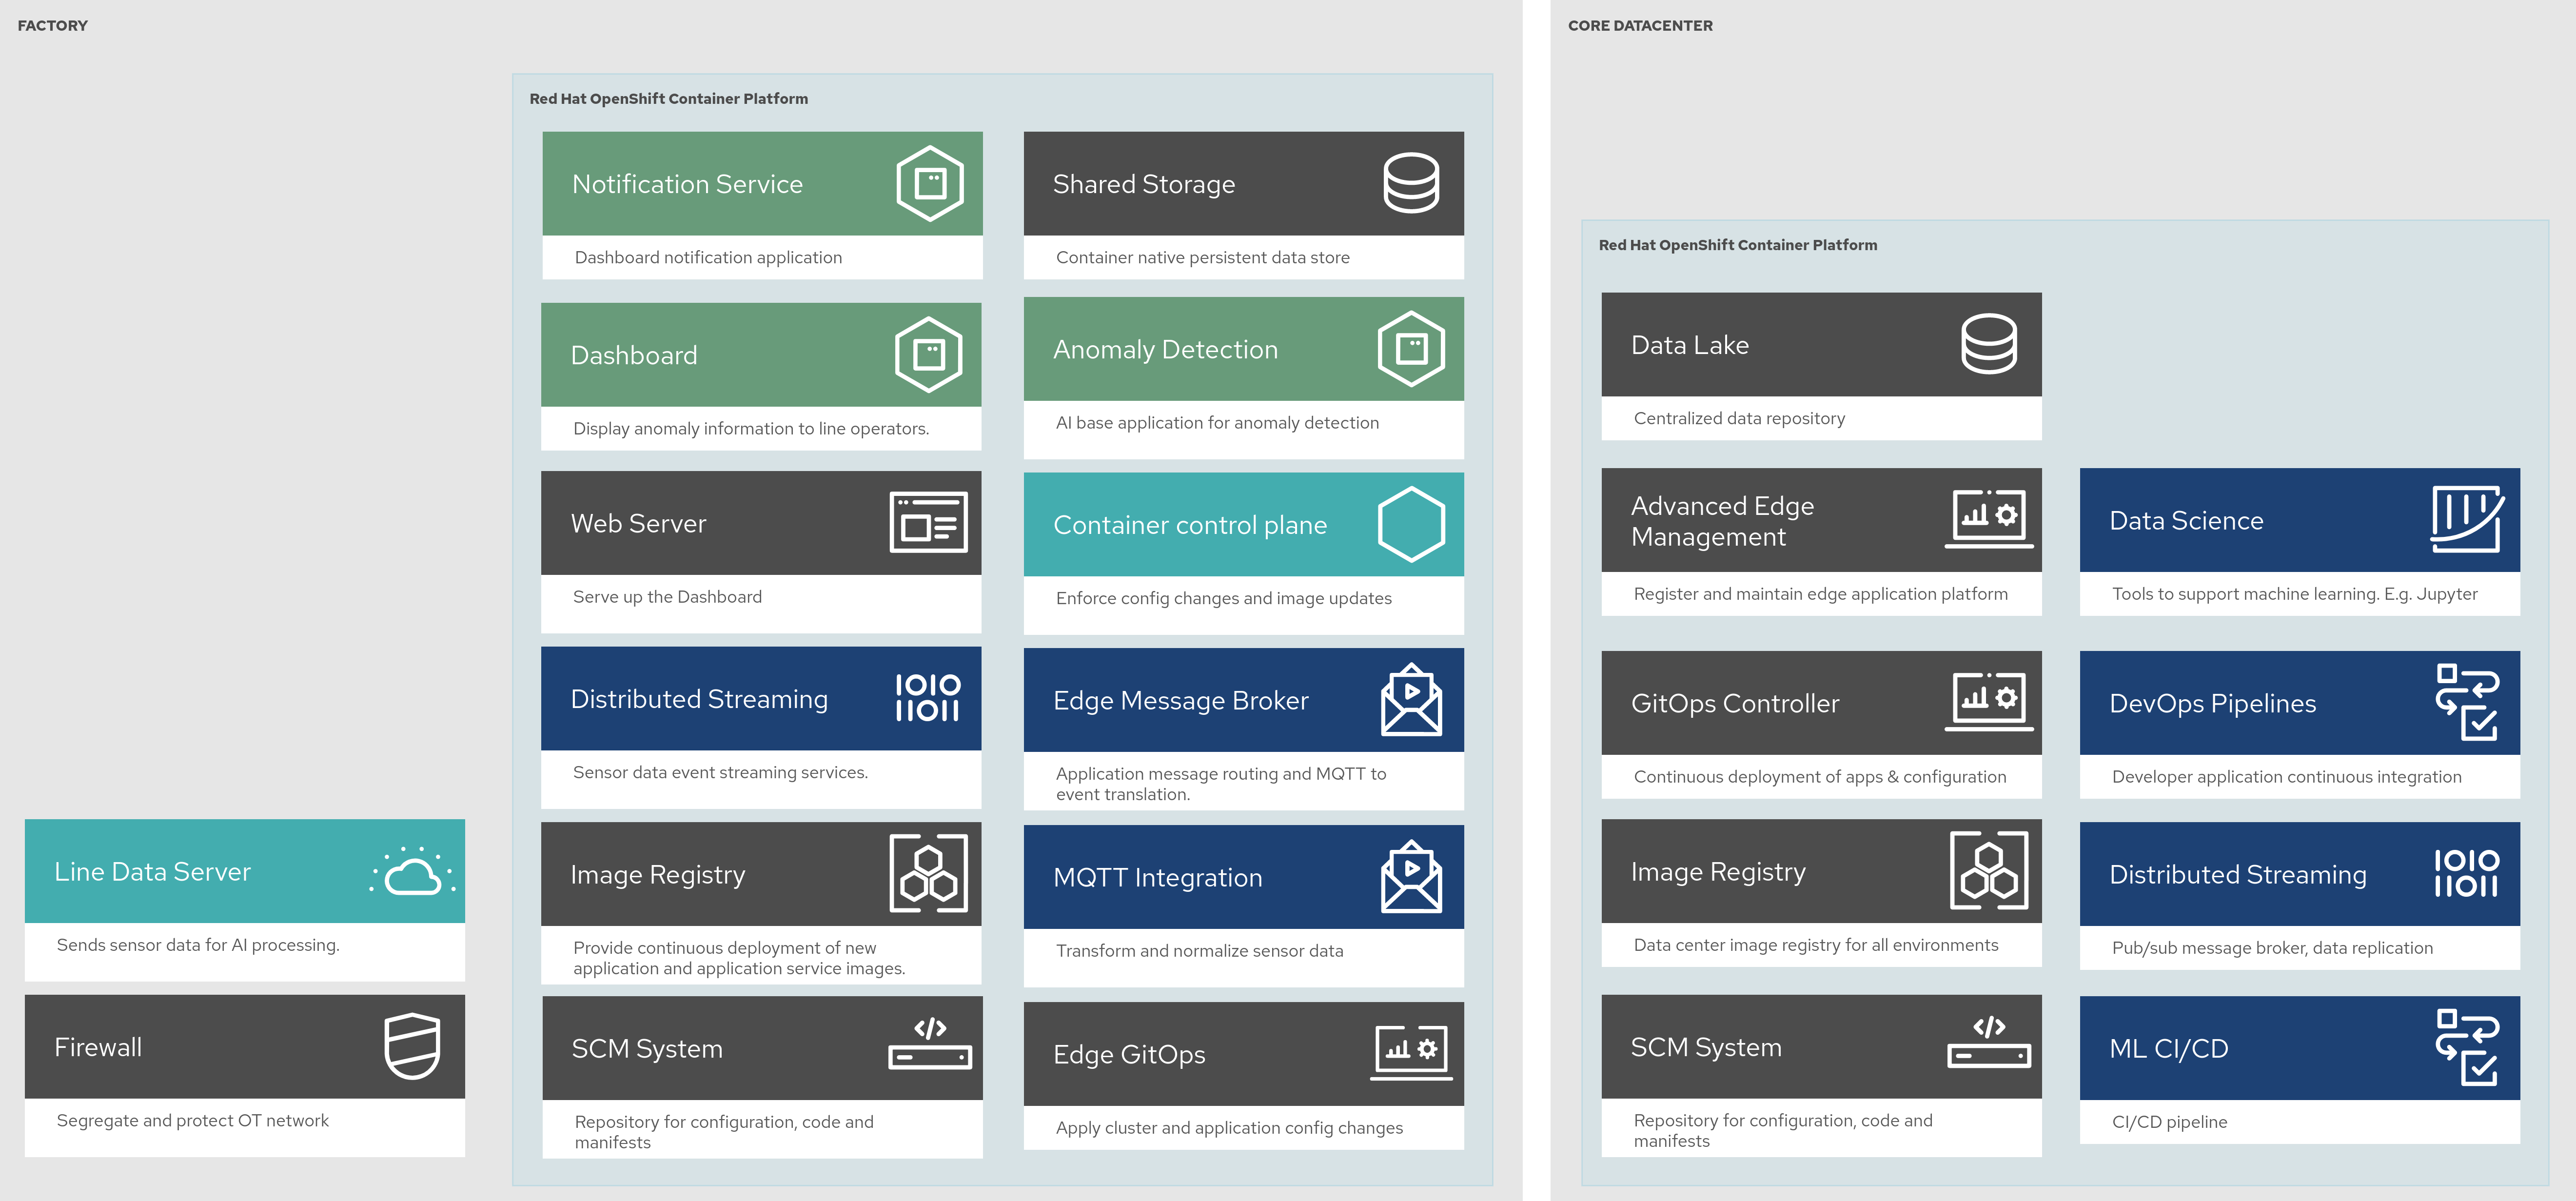 FACTORY
Red Hat OpenShift Container Platform
Notification Service
Dashboard notification application
Shared Storage
Container native persistent data store
Dashboard
Display anomaly information to line operators.
Anomaly Detection
AI base application for anomaly detection
Web Server
Serve up the Dashboard
Container control plane
Enforce config changes and image updates
Distributed Streaming
1010
11011
Sensor data event streaming services.
Edge Message Broker
Application message routing and MQTT to
event translation.
Line Data Server
Sends sensor data for AI processing.
Image Registry
Provide continuous deployment of new
application and application service images.
MQTT Integration
Transform and normalize sensor data
Firewall
Segregate and protect OT network
SCM System
</>
Repository for configuration, code and
manifests
Edge GitOps
Apply cluster and application config changes
CORE DATACENTER
Red Hat OpenShift Container Platform
Data Lake
Centralized data repository
Advanced Edge
Management
Register and maintain edge application platform
Data Science
Tools to support machine learning. E.g. Jupyter
GitOps Controller
Continuous deployment of apps & configuration
DevOps Pipelines
Developer application continuous integration
Image Registry
Data center image registry for all environments
Distributed Streaming
1010
11011
Pub/sub message broker, data replication
SCM System
</>
Repository for configuration, code and
manifests
ML CI/CD
CI/CD pipeline